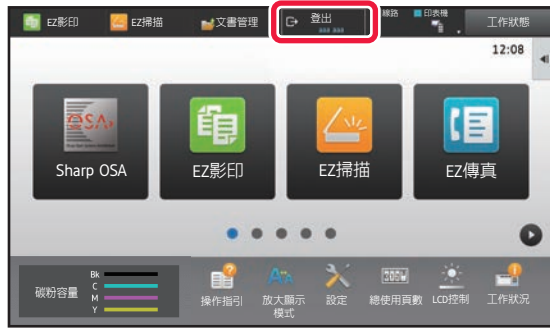 EZ影印
EZ掃描
文書管理
登出
線路
印表機
工作狀態
12:08
OSA
Sharp OSA
EZ影印
EZ掃描
EZ傳真
碳粉容量
Bk
C
M
Y
操作指引
放大顯示
模式
設定
總使用頁數
LCD控制
工作狀況